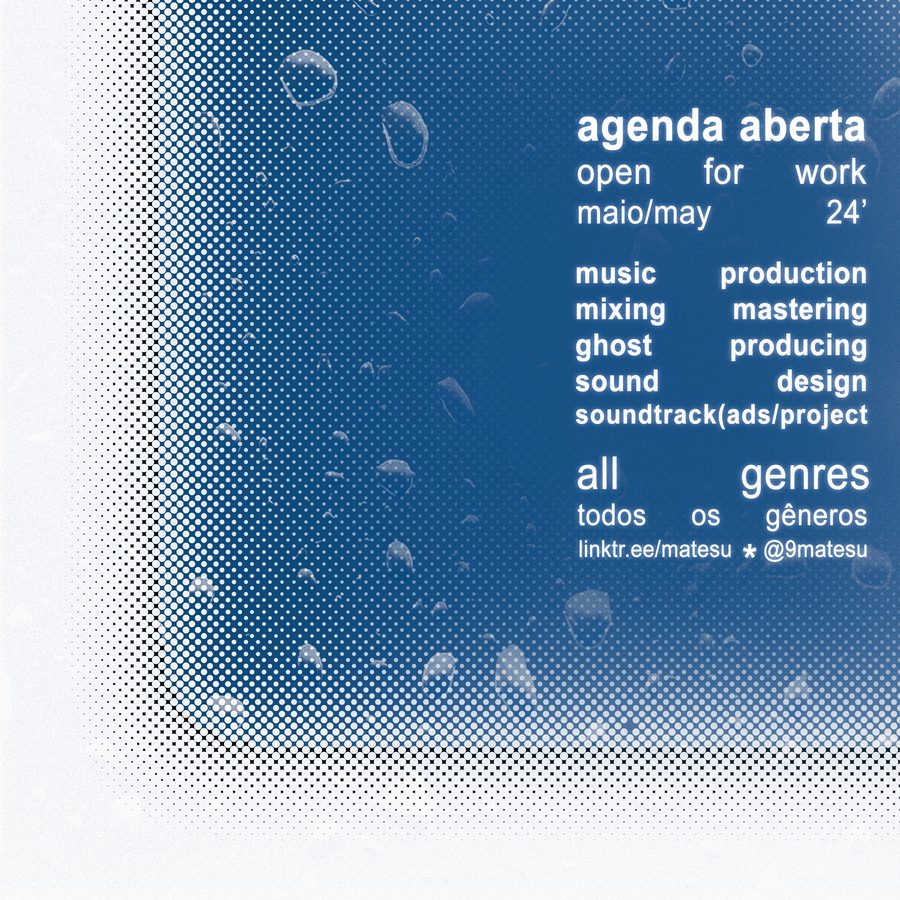 agenda aberta
open for work
maio/may 24’
music production
mixing mastering
ghost producing
sound design
soundtrack(ads/project
all genres
todos os gêneros
linktr.ee/matesu * @9matesu